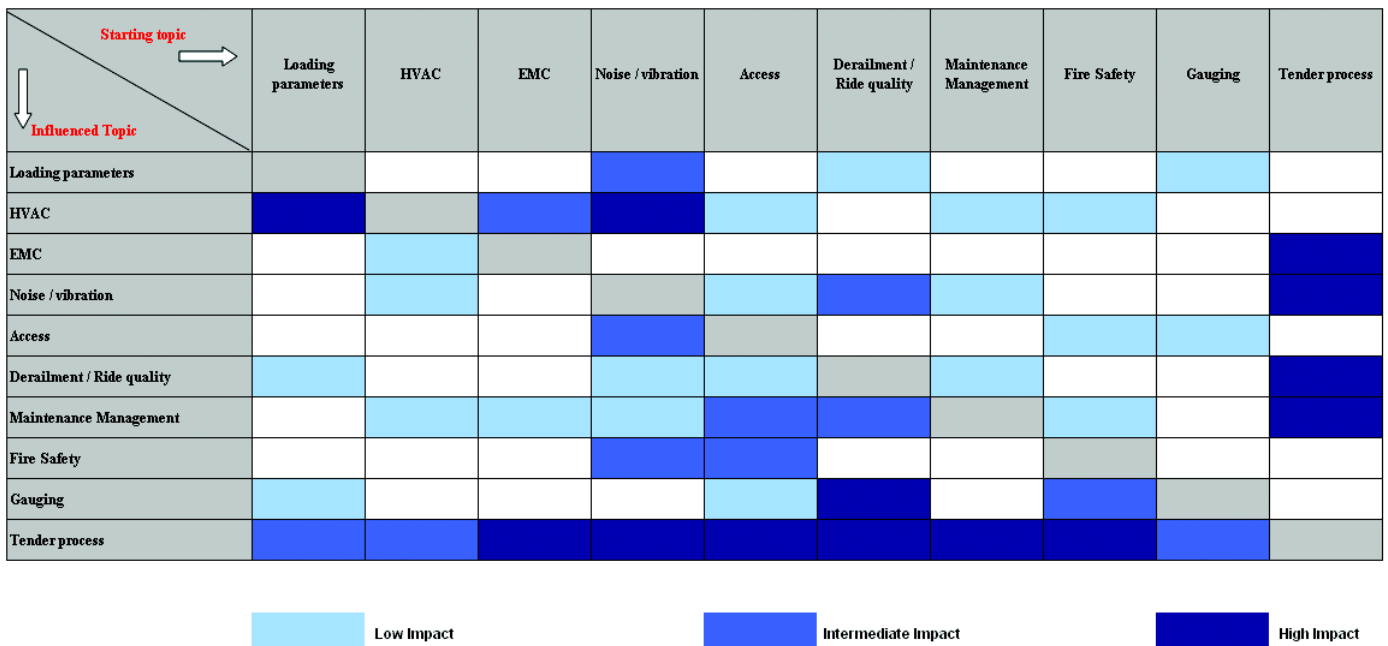 Starting topic
Influenced Topic
Loading
parameters
HVAC
EMC
Noise / vibration
Access
Derailment /
Ride quality
Maintenance
Management
Fire Safety
Gauging
Tender process
Loading parameters
HVAC
EMC
Noise / vibration
Access
Derailment / Ride quality
Maintenance Management
Fire Safety
Gauging
Tender process
Low Impact
Intermediate Impact
High Impact